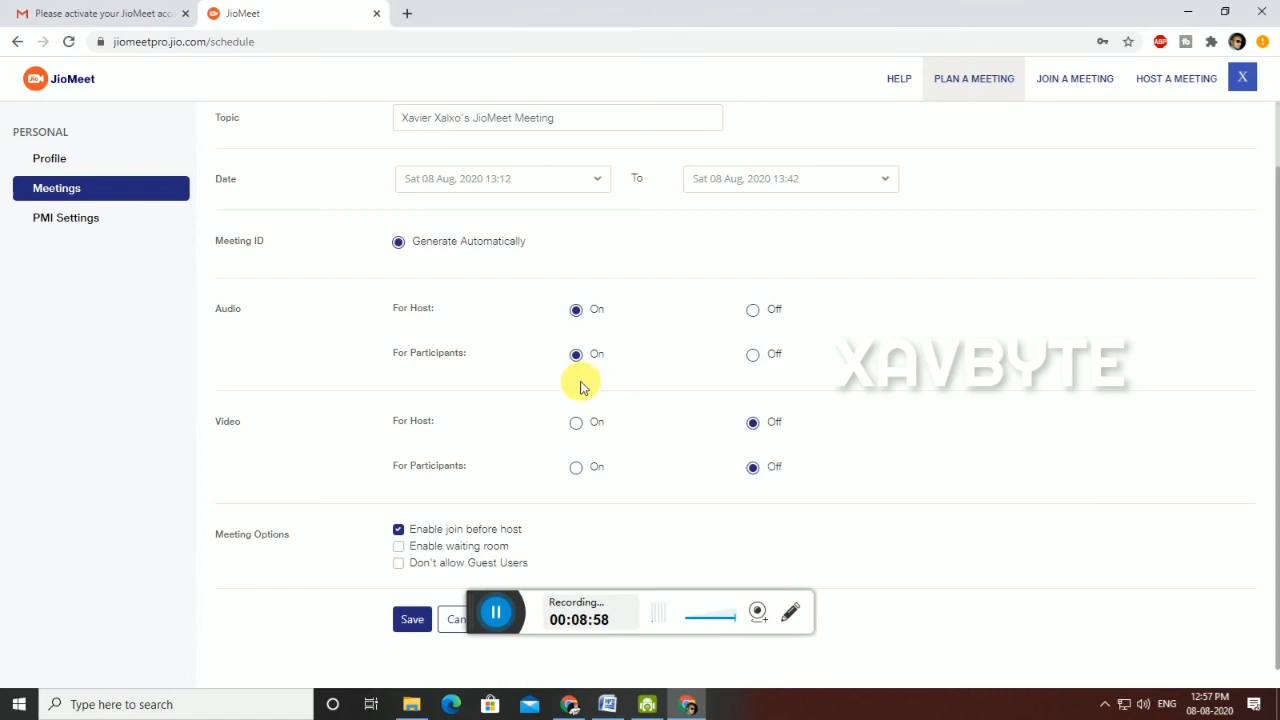 Please activate your JioMeet acc
JioMeet
jiomeetpro.jio.com/schedule
ABP
Jio JioMeet
HELP
PLAN A MEETING
JOIN A MEETING
HOST A MEETING
X
PERSONAL
Profile
Meetings
PMI Settings
Topic
Xavier Xalxo's JioMeet Meeting
Date
Sat 08 Aug, 2020 13:12
To
Sat 08 Aug, 2020 13:42
Meeting ID
Generate Automatically
Audio
For Host:
On
Off
For Participants:
On
Off
XAVBYTE
Video
For Host:
On
Off
For Participants:
On
Off
Meeting Options
Enable join before host
Enable waiting room
Don't allow Guest Users
Save
Can
Recording...
00:08:58
Type here to search
ENG
12:57 PM
08-08-2020